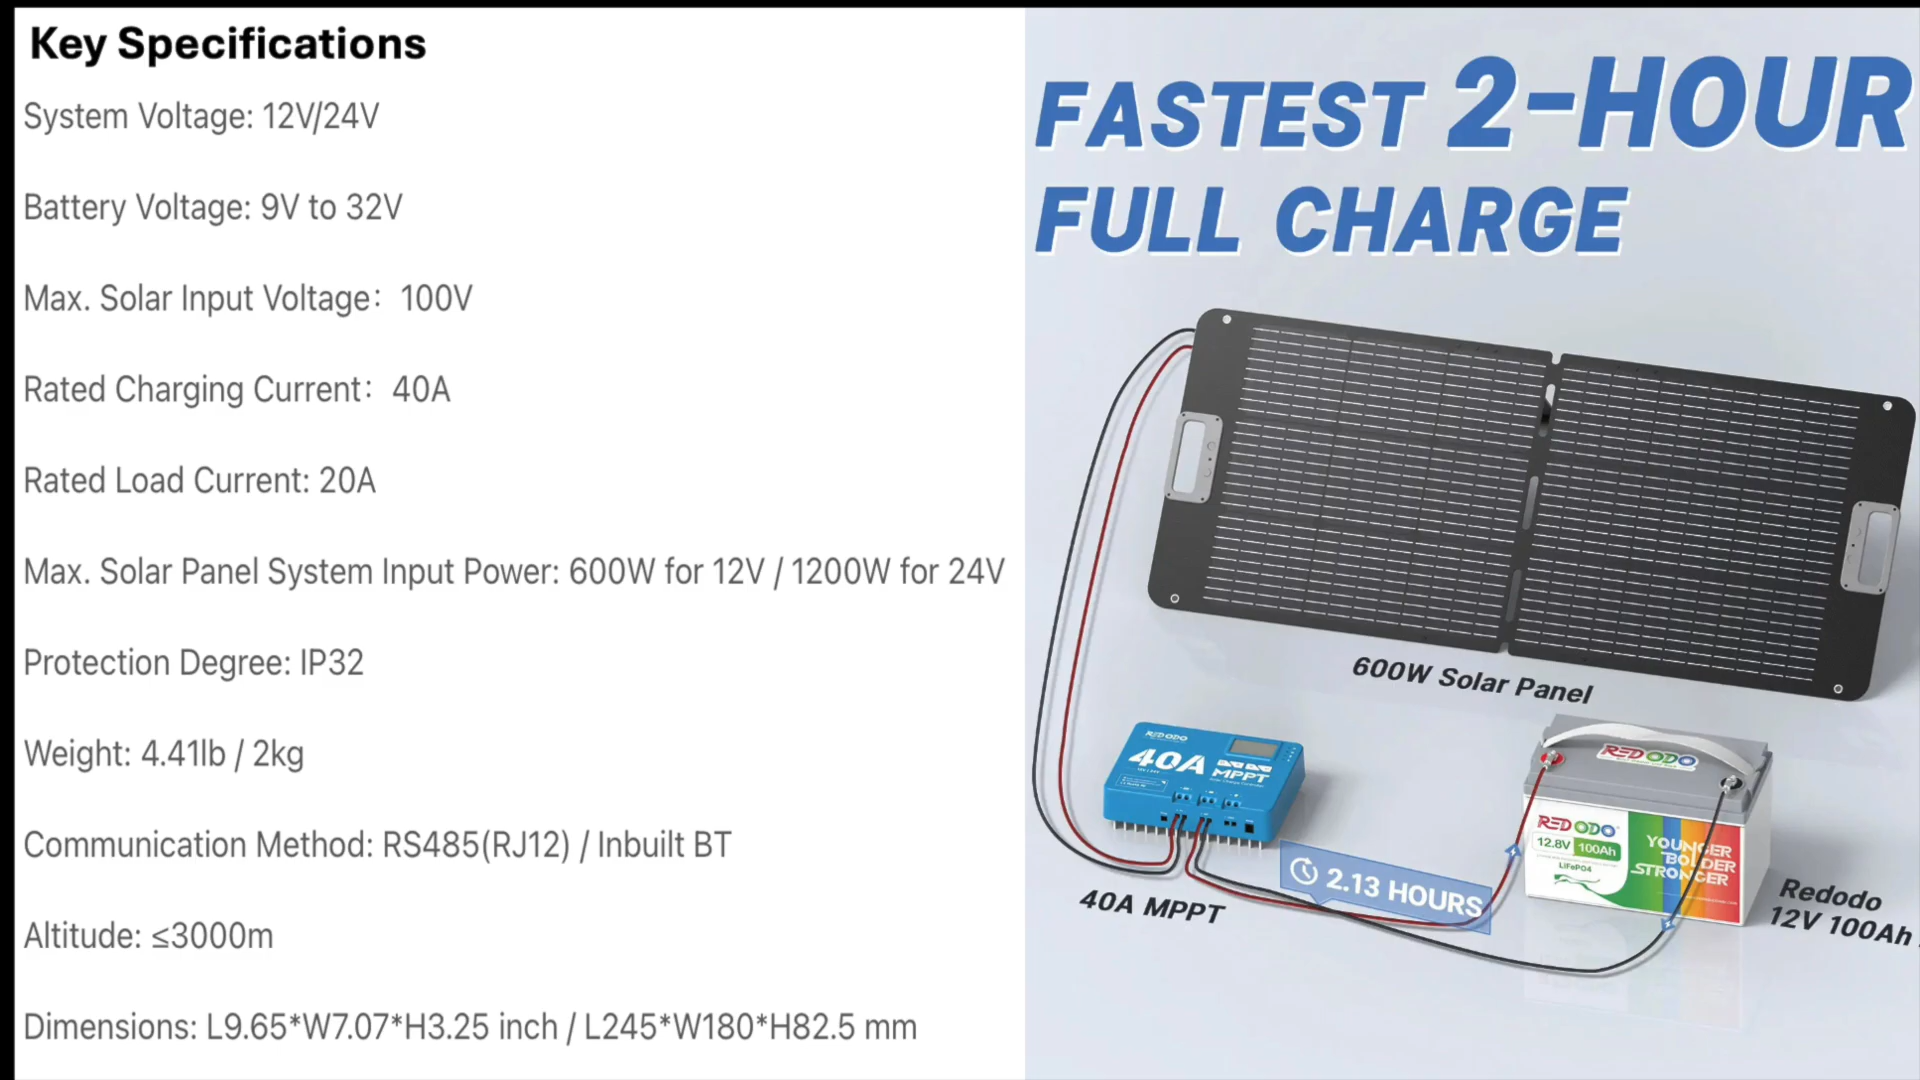 Key Specifications
System Voltage: 12V/24V
Battery Voltage: 9V to 32V
Max. Solar Input Voltage： 100V
Rated Charging Current： 40A
Rated Load Current: 20A
Max. Solar Panel System Input Power: 600W for 12V / 1200W for 24V
Protection Degree: IP32
Weight: 4.41lb / 2kg
Communication Method: RS485(RJ12) / Inbuilt BT
Altitude: ≤3000m
Dimensions: L9.65*W7.07*H3.25 inch / L245*W180*H82.5 mm
FASTEST 2-HOUR
FULL CHARGE
600W Solar Panel
REDODO
40A
MPPT
40A MPPT
2.13 HOURS
REDODO
REDODO
12.8V 100Ah
LiFePO4
YOUNGER
BOLDER
STRONGER
Redodo
12V 100Ah